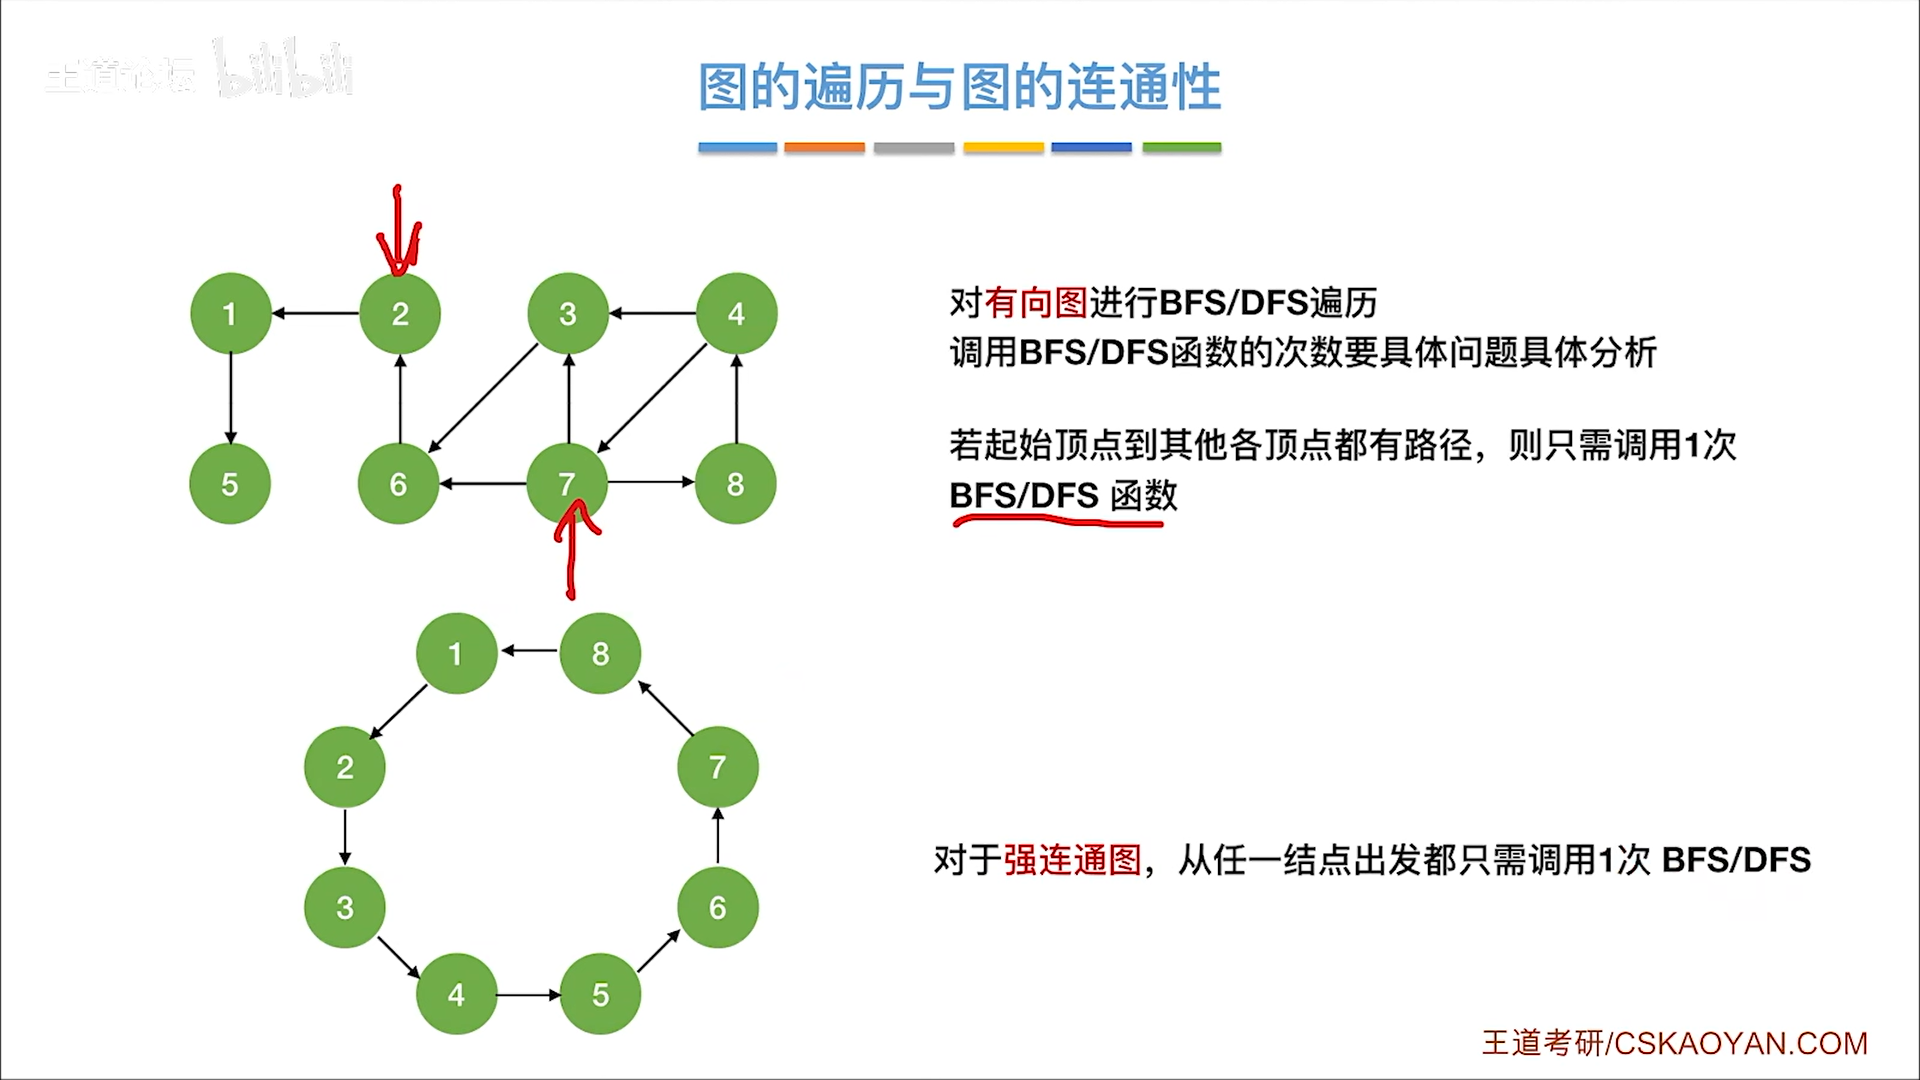 王道论坛 bilibili
图的遍历与图的连通性
1 2 3 4
5 6 7 8
对有向图进行BFS/DFS遍历
调用BFS/DFS函数的次数要具体问题具体分析
若起始顶点到其他各顶点都有路径，则只需调用1次
BFS/DFS 函数
1 8
2 7
3 6
4 5
对于强连通图，从任一结点出发都只需调用1次 BFS/DFS
王道考研/CSKAOYAN.COM